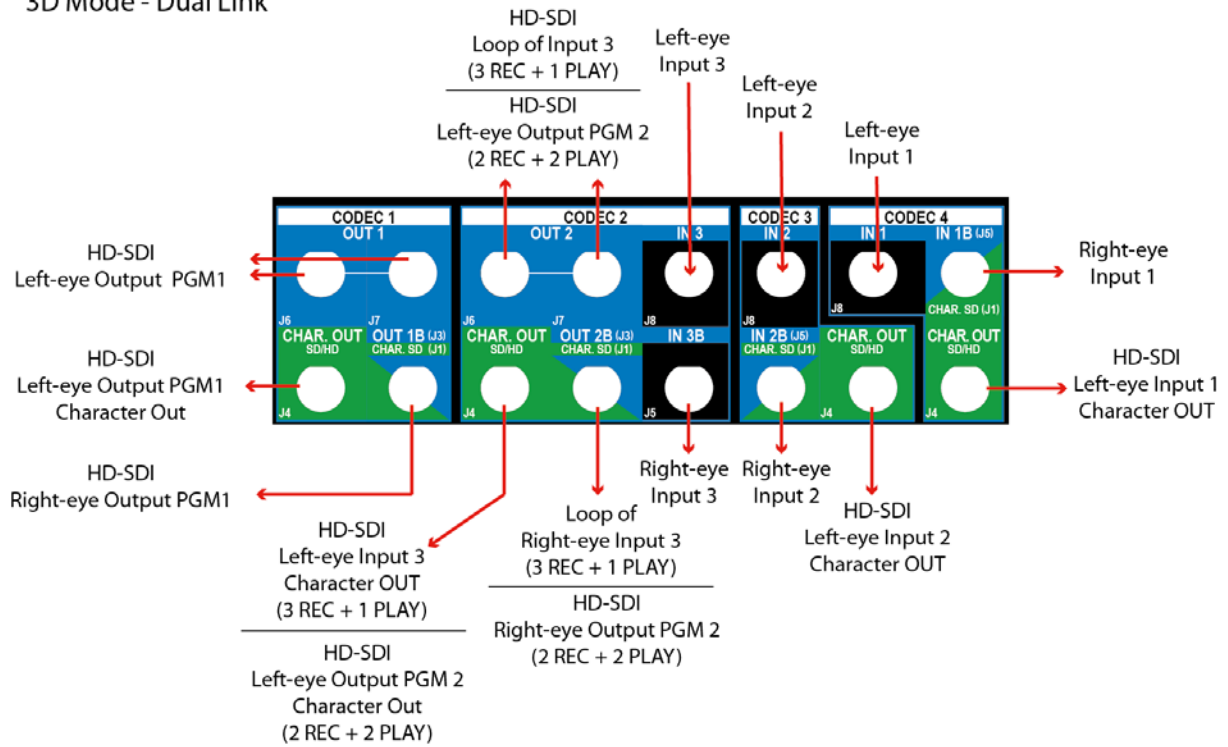 3D Mode - Dual Link
HD-SDI
Loop of Input 3
(3 REC + 1 PLAY)
HD-SDI
Left-eye Output PGM 2
(2 REC + 2 PLAY)
Left-eye
Input 3
Left-eye
Input 2
Left-eye
Input 1
HD-SDI
Left-eye Output PGM1
HD-SDI
Left-eye Output PGM1
Character Out
HD-SDI
Right-eye Output PGM1
CODEC 1
OUT 1
J6
J7
CHAR. OUT
SD/HD
J4
OUT 1B (J3)
CHAR. SD (J1)
CODEC 2
OUT 2
IN 3
J8
J6
J7
CHAR. OUT
SD/HD
J4
OUT 2B (J3)
CHAR. SD (J1)
IN 3B
J5
CODEC 3
IN 2
J8
IN 2B (J5)
CHAR. SD (J1)
CHAR. OUT
SD/HD
J4
CODEC 4
IN 1
J8
IN 1B (J5)
CHAR. SD (J1)
CHAR. OUT
SD/HD
J4
Right-eye
Input 1
HD-SDI
Left-eye Input 1
Character OUT
HD-SDI
Left-eye Input 3
Character OUT
(3 REC + 1 PLAY)
HD-SDI
Left-eye Output PGM 2
Character Out
(2 REC + 2 PLAY)
Loop of
Right-eye Input 3
(3 REC + 1 PLAY)
HD-SDI
Right-eye Output PGM 2
(2 REC + 2 PLAY)
Right-eye
Input 3
Right-eye
Input 2
HD-SDI
Left-eye Input 2
Character OUT